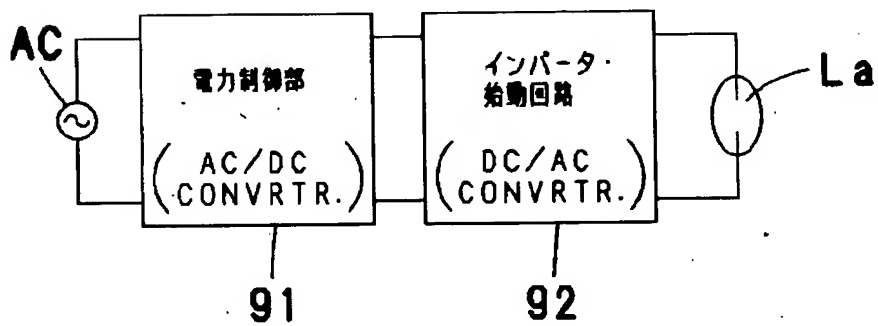 AC
電力制御部
(AC/DC
CONVRTR.)
インバータ・
始動回路
(DC/AC
CONVRTR.)
La
91
92